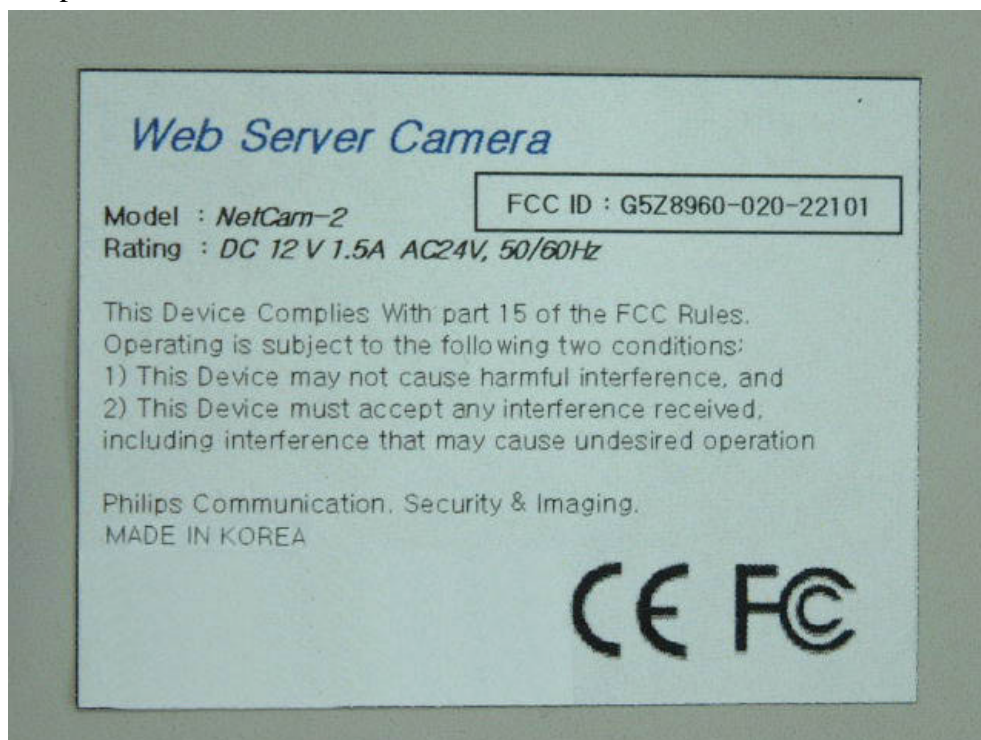 Web Server Camera
FCC ID : G5Z8960-020-22101
Model : NetCam-2
Rating : DC 12 V 1.5A AC24V, 50/60Hz
This Device Complies With part 15 of the FCC Rules.
Operating is subject to the following two conditions:
1) This Device may not cause harmful interference, and
2) This Device must accept any interference received,
including interference that may cause undesired operation
Philips Communication. Security & Imaging.
MADE IN KOREA
CE FC